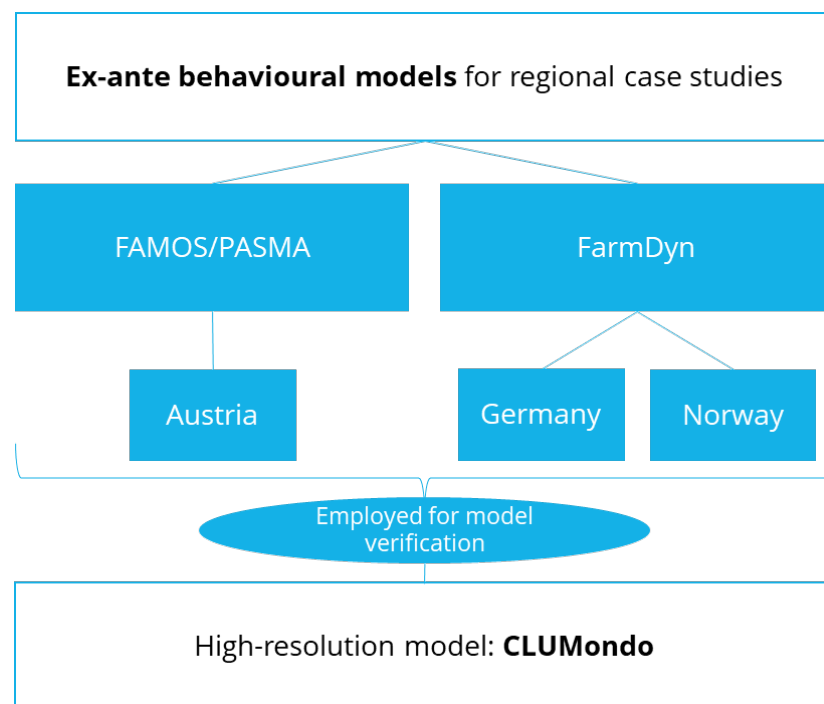 Ex-ante behavioural models for regional case studies
FAMOS/PASMA
FarmDyn
Austria
Germany
Norway
Employed for model
verification
High-resolution model: CLUMondo